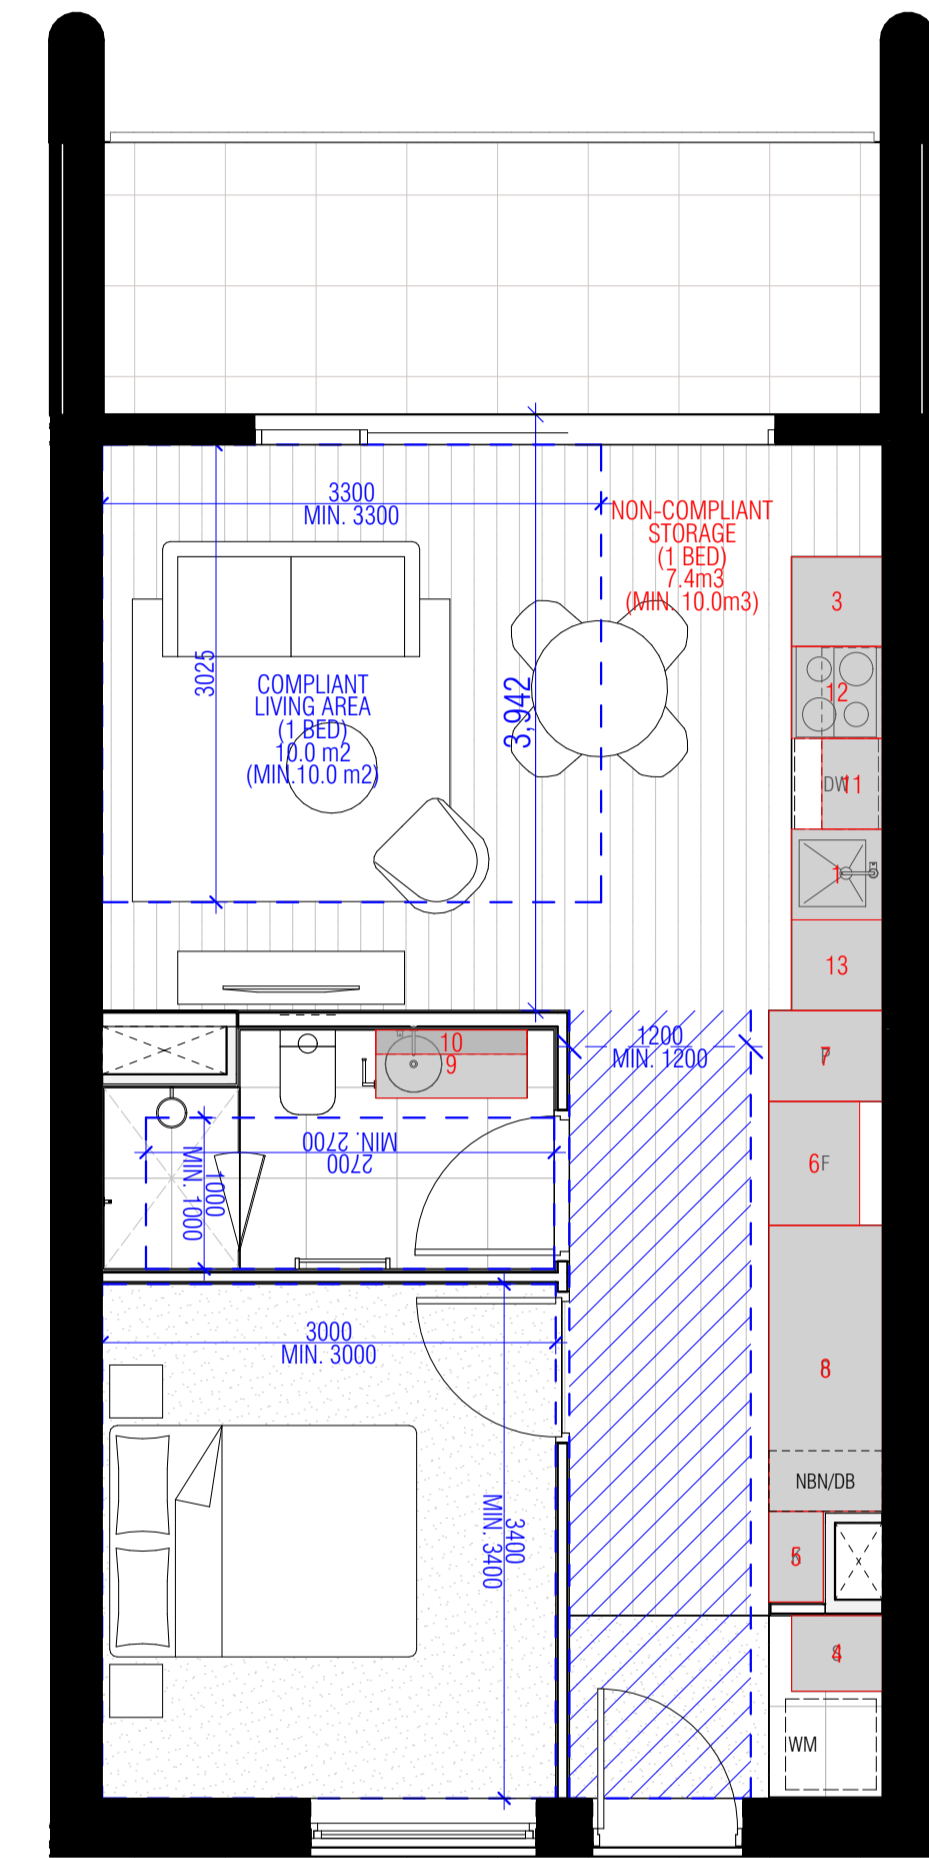 3300
MIN. 3300
NON-COMPLIANT
STORAGE
(1 BED)
7.4m3
(MIN. 10.0m3)
3
3025
COMPLIANT
LIVING AREA
(1 BED)
10.0 m2
(MIN.10.0 m2)
3,942
12
DW
11
1
13
1200
MIN. 1200
10
9
7
2700
MIN. 2700
1000
MIN. 1000
6
F
3000
MIN. 3000
8
NBN/DB
3400
MIN. 3400
5
4
WM